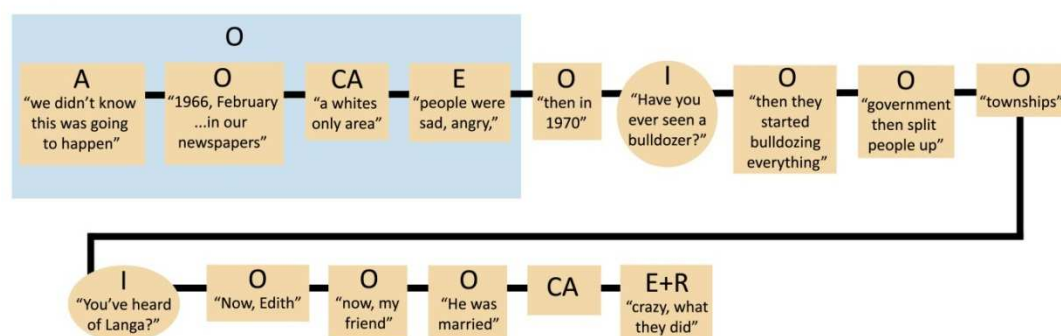 O
A
"we didn't know
this was going
to happen"
O
"1966, February
...in our
newspapers"
CA
"a whites
only area"
E
"people were
sad, angry,"
O
"then in
1970"
I
"Have you
ever seen a
bulldozer?"
O
"then they
started
bulldozing
everything"
O
"government
then split
people up"
O
"townships"
I
"You've heard
of Langa?"
O
"Now, Edith"
O
"now, my
friend"
O
"He was
married"
CA
E+R
"crazy, what
they did"